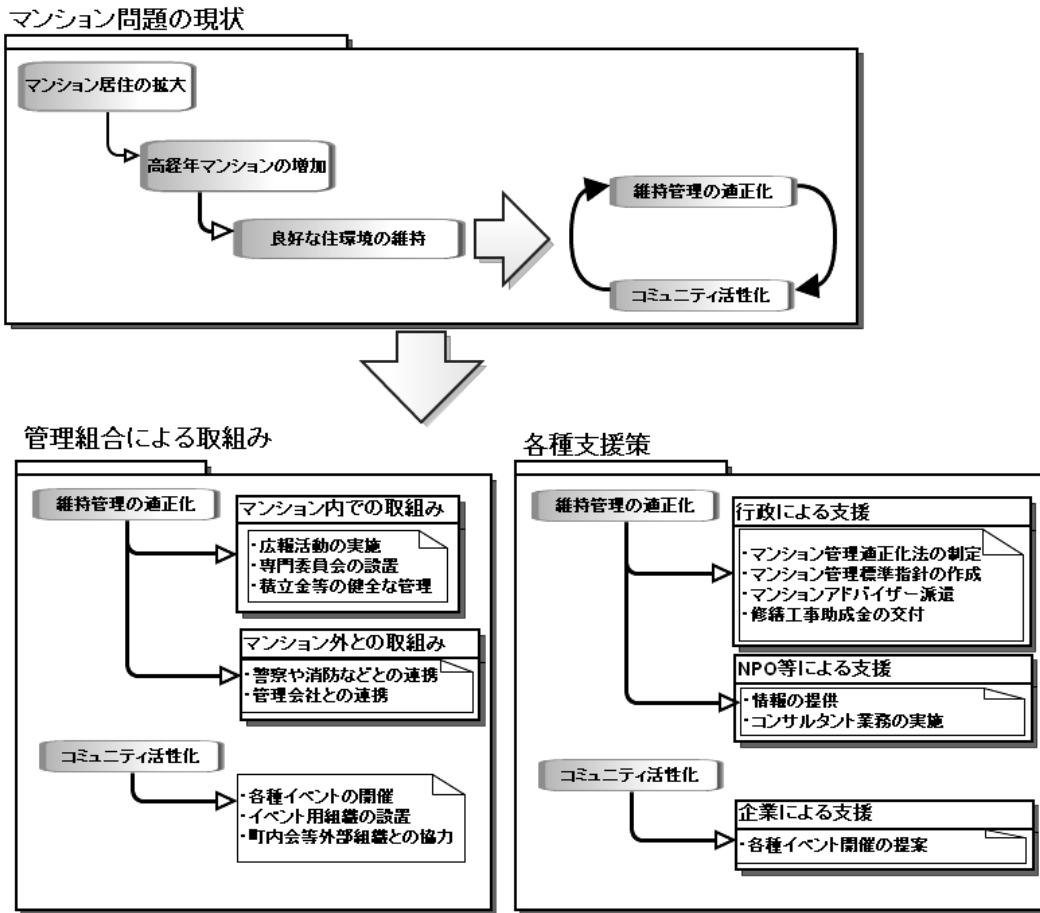 マンション問題の現状
マンション居住の拡大
高経年マンションの増加
良好な住環境の維持
維持管理の適正化
コミュニティ活性化
管理組合による取組み
維持管理の適正化
マンション内での取組み
・広報活動の実施
・専門委員会の設置
・積立金等の健全な管理
マンション外との取組み
・警察や消防などとの連携
・管理会社との連携
コミュニティ活性化
・各種イベントの開催
・イベント用組織の設置
・町内会等外部組織との協力
各種支援策
維持管理の適正化
行政による支援
・マンション管理適正化法の制定
・マンション管理標準指針の作成
・マンションアドバイザー派遣
・修繕工事助成金の交付
NPO等による支援
・情報の提供
・コンサルタント業務の実施
コミュニティ活性化
企業による支援
・各種イベント開催の提案